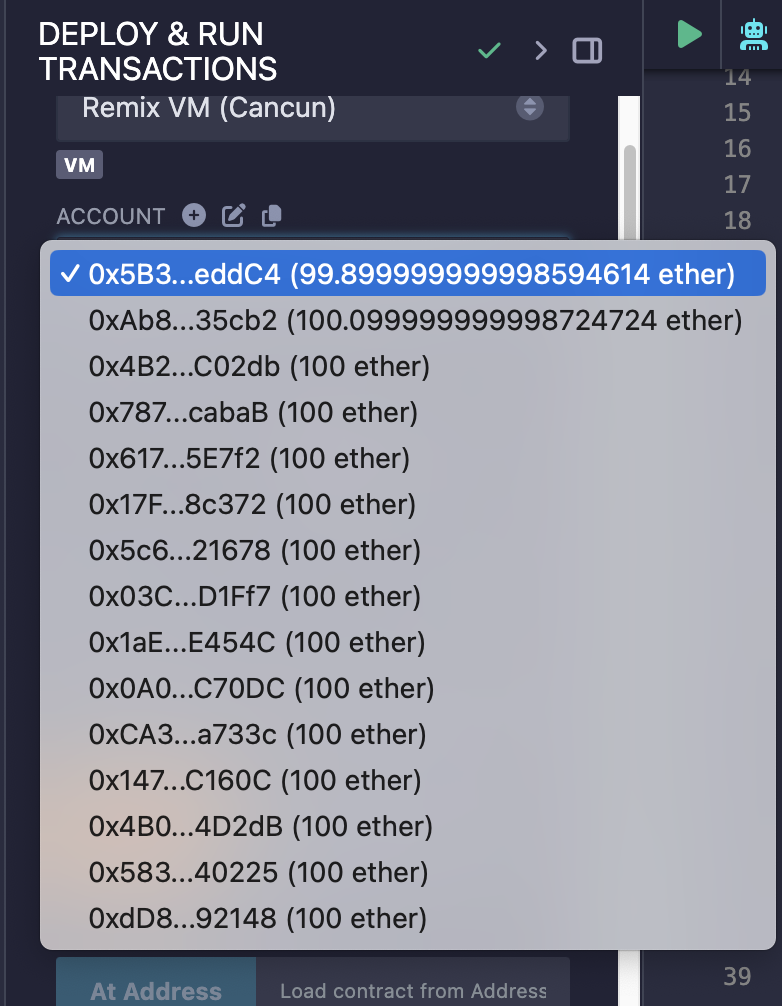 DEPLOY & RUN
TRANSACTIONS
Remix VM (Cancun)
VM
ACCOUNT
✓ 0x5B3...eddC4 (99.899999999998594614 ether)
0xAb8...35cb2 (100.099999999998724724 ether)
0x4B2...C02db (100 ether)
0x787...cabaB (100 ether)
0x617...5E7f2 (100 ether)
0x17F...8c372 (100 ether)
0x5c6...21678 (100 ether)
0x03C...D1Ff7 (100 ether)
0x1aE...E454C (100 ether)
0x0A0...C70DC (100 ether)
0xCA3...a733c (100 ether)
0x147...C160C (100 ether)
0x4B0...4D2dB (100 ether)
0x583...40225 (100 ether)
0xdD8...92148 (100 ether)
At Address
Load contract from Address
14
15
16
17
18
39